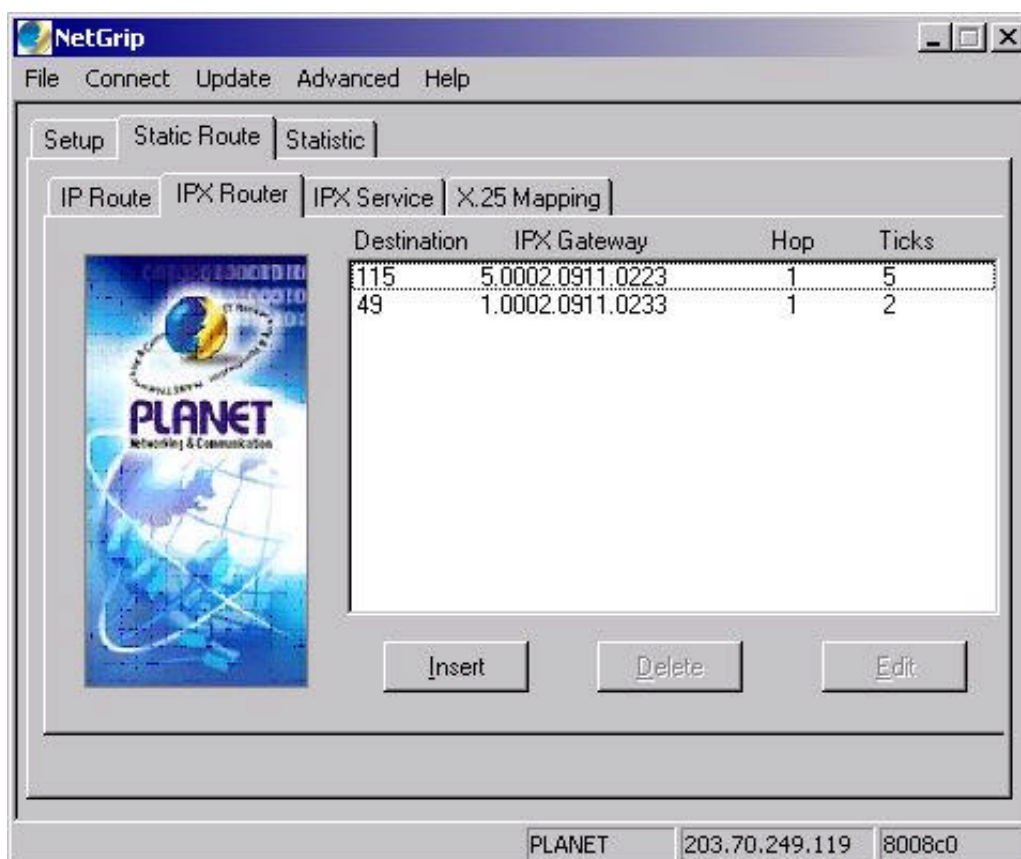 NetGrip
File Connect Update Advanced Help
Setup Static Route Statistic
IP Route IPX Router IPX Service X.25 Mapping
Destination IPX Gateway Hop Ticks
115 5.0002.0911.0223 1 5
49 1.0002.0911.0233 1 2
PLANET
Networking & Communication
Insert Delete Edit
PLANET 203.70.249.119 8008c0